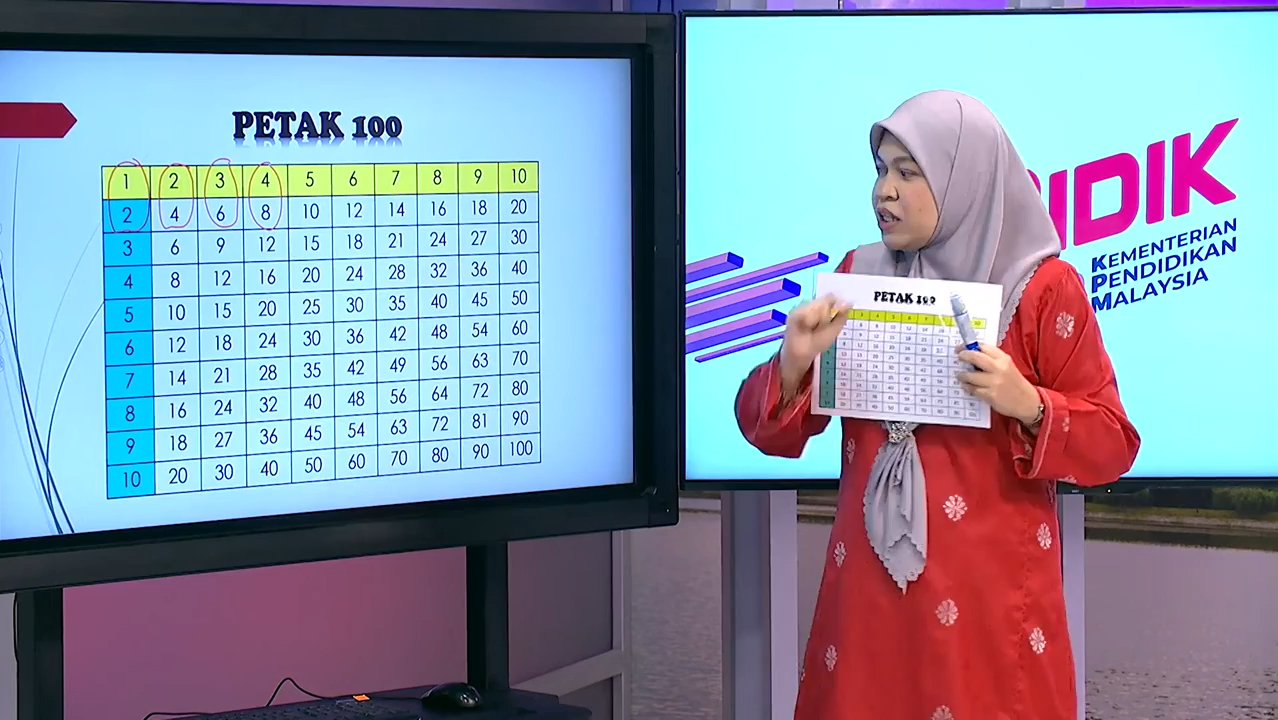 PETAK 100
1 2 3 4 5 6 7 8 9 10
2 4 6 8 10 12 14 16 18 20
3 6 9 12 15 18 21 24 27 30
4 8 12 16 20 24 28 32 36 40
5 10 15 20 25 30 35 40 45 50
6 12 18 24 30 36 42 48 54 60
7 14 21 28 35 42 49 56 63 70
8 16 24 32 40 48 56 64 72 80
9 18 27 36 45 54 63 72 81 90
10 20 30 40 50 60 70 80 90 100
PETAK 100
IDIK
KEMENTERIAN
PENDIDIKAN
MALAYSIA